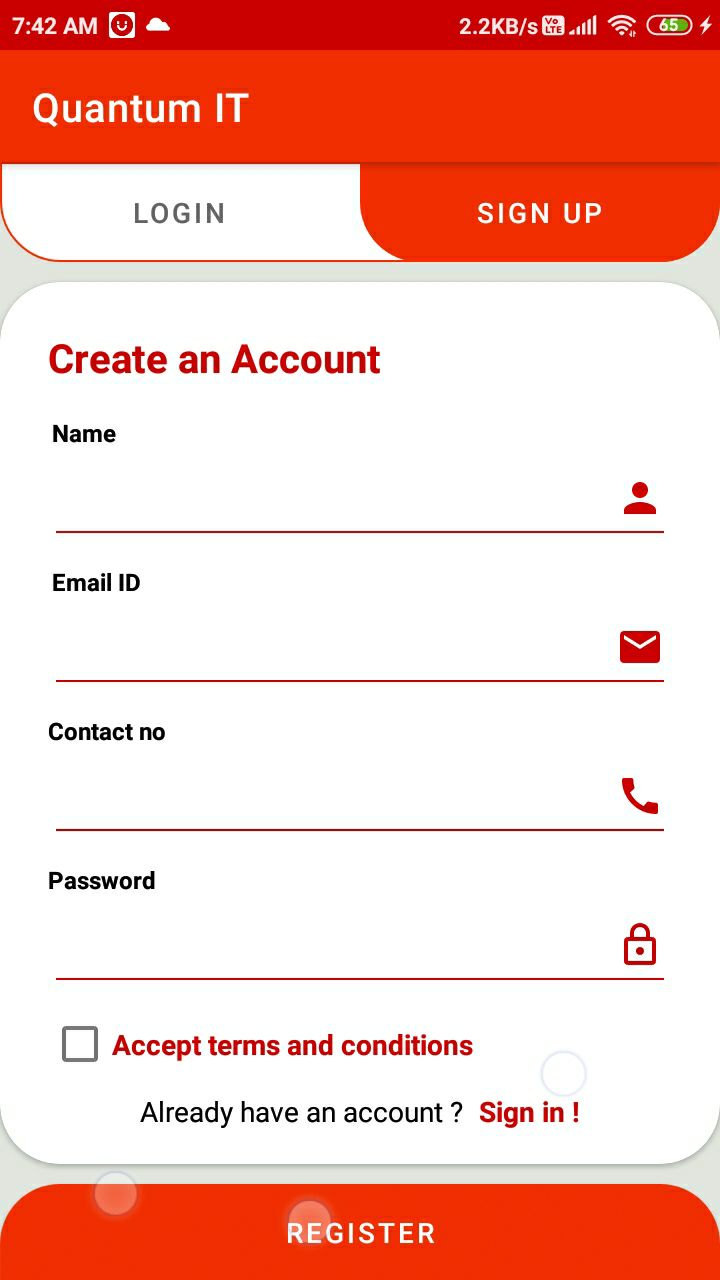 7:42 AM 2.2KB/s Vo LTE 65
Quantum IT
LOGIN SIGN UP
Create an Account
Name
Email ID
Contact no
Password
Accept terms and conditions
Already have an account ? Sign in !
REGISTER